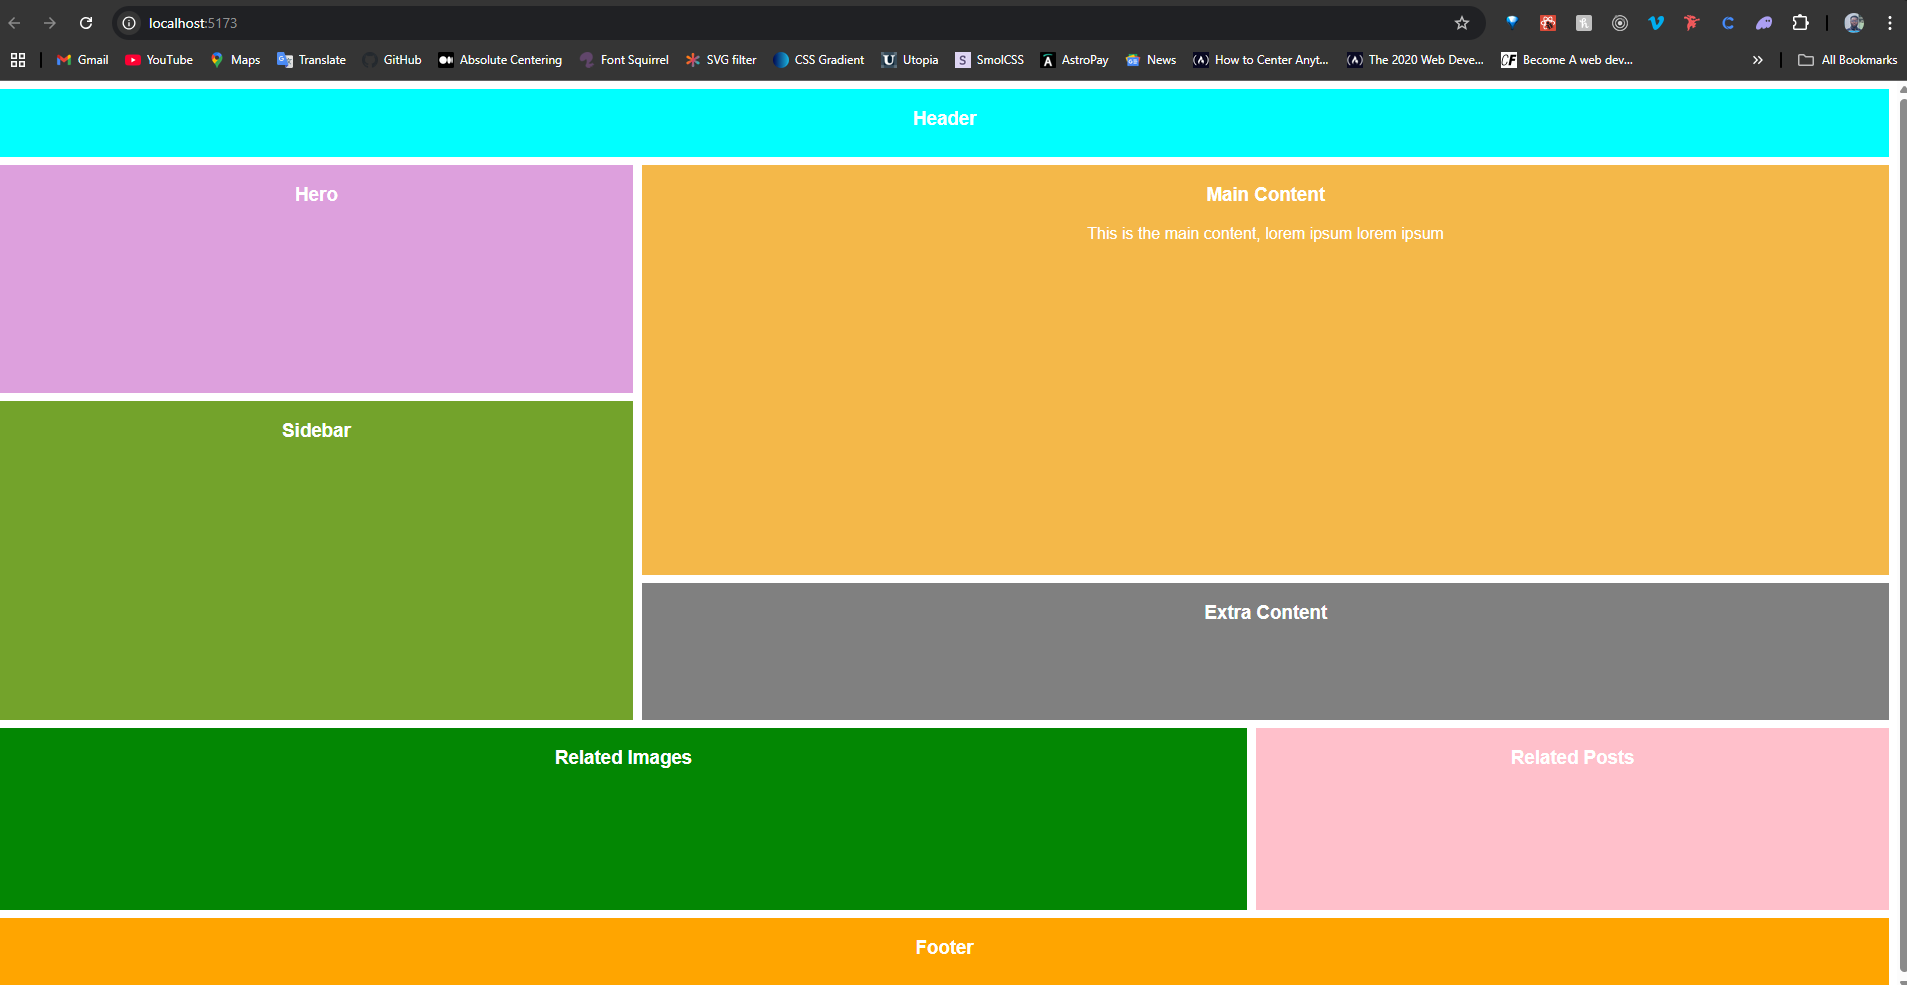 localhost:5173
Gmail YouTube Maps Translate GitHub Absolute Centering Font Squirrel SVG filter CSS Gradient Utopia SmolCSS AstroPay News How to Center Anyt... The 2020 Web Deve... Become A web dev... » All Bookmarks
Header
Hero
Main Content
This is the main content, lorem ipsum lorem ipsum
Sidebar
Extra Content
Related Images
Related Posts
Footer